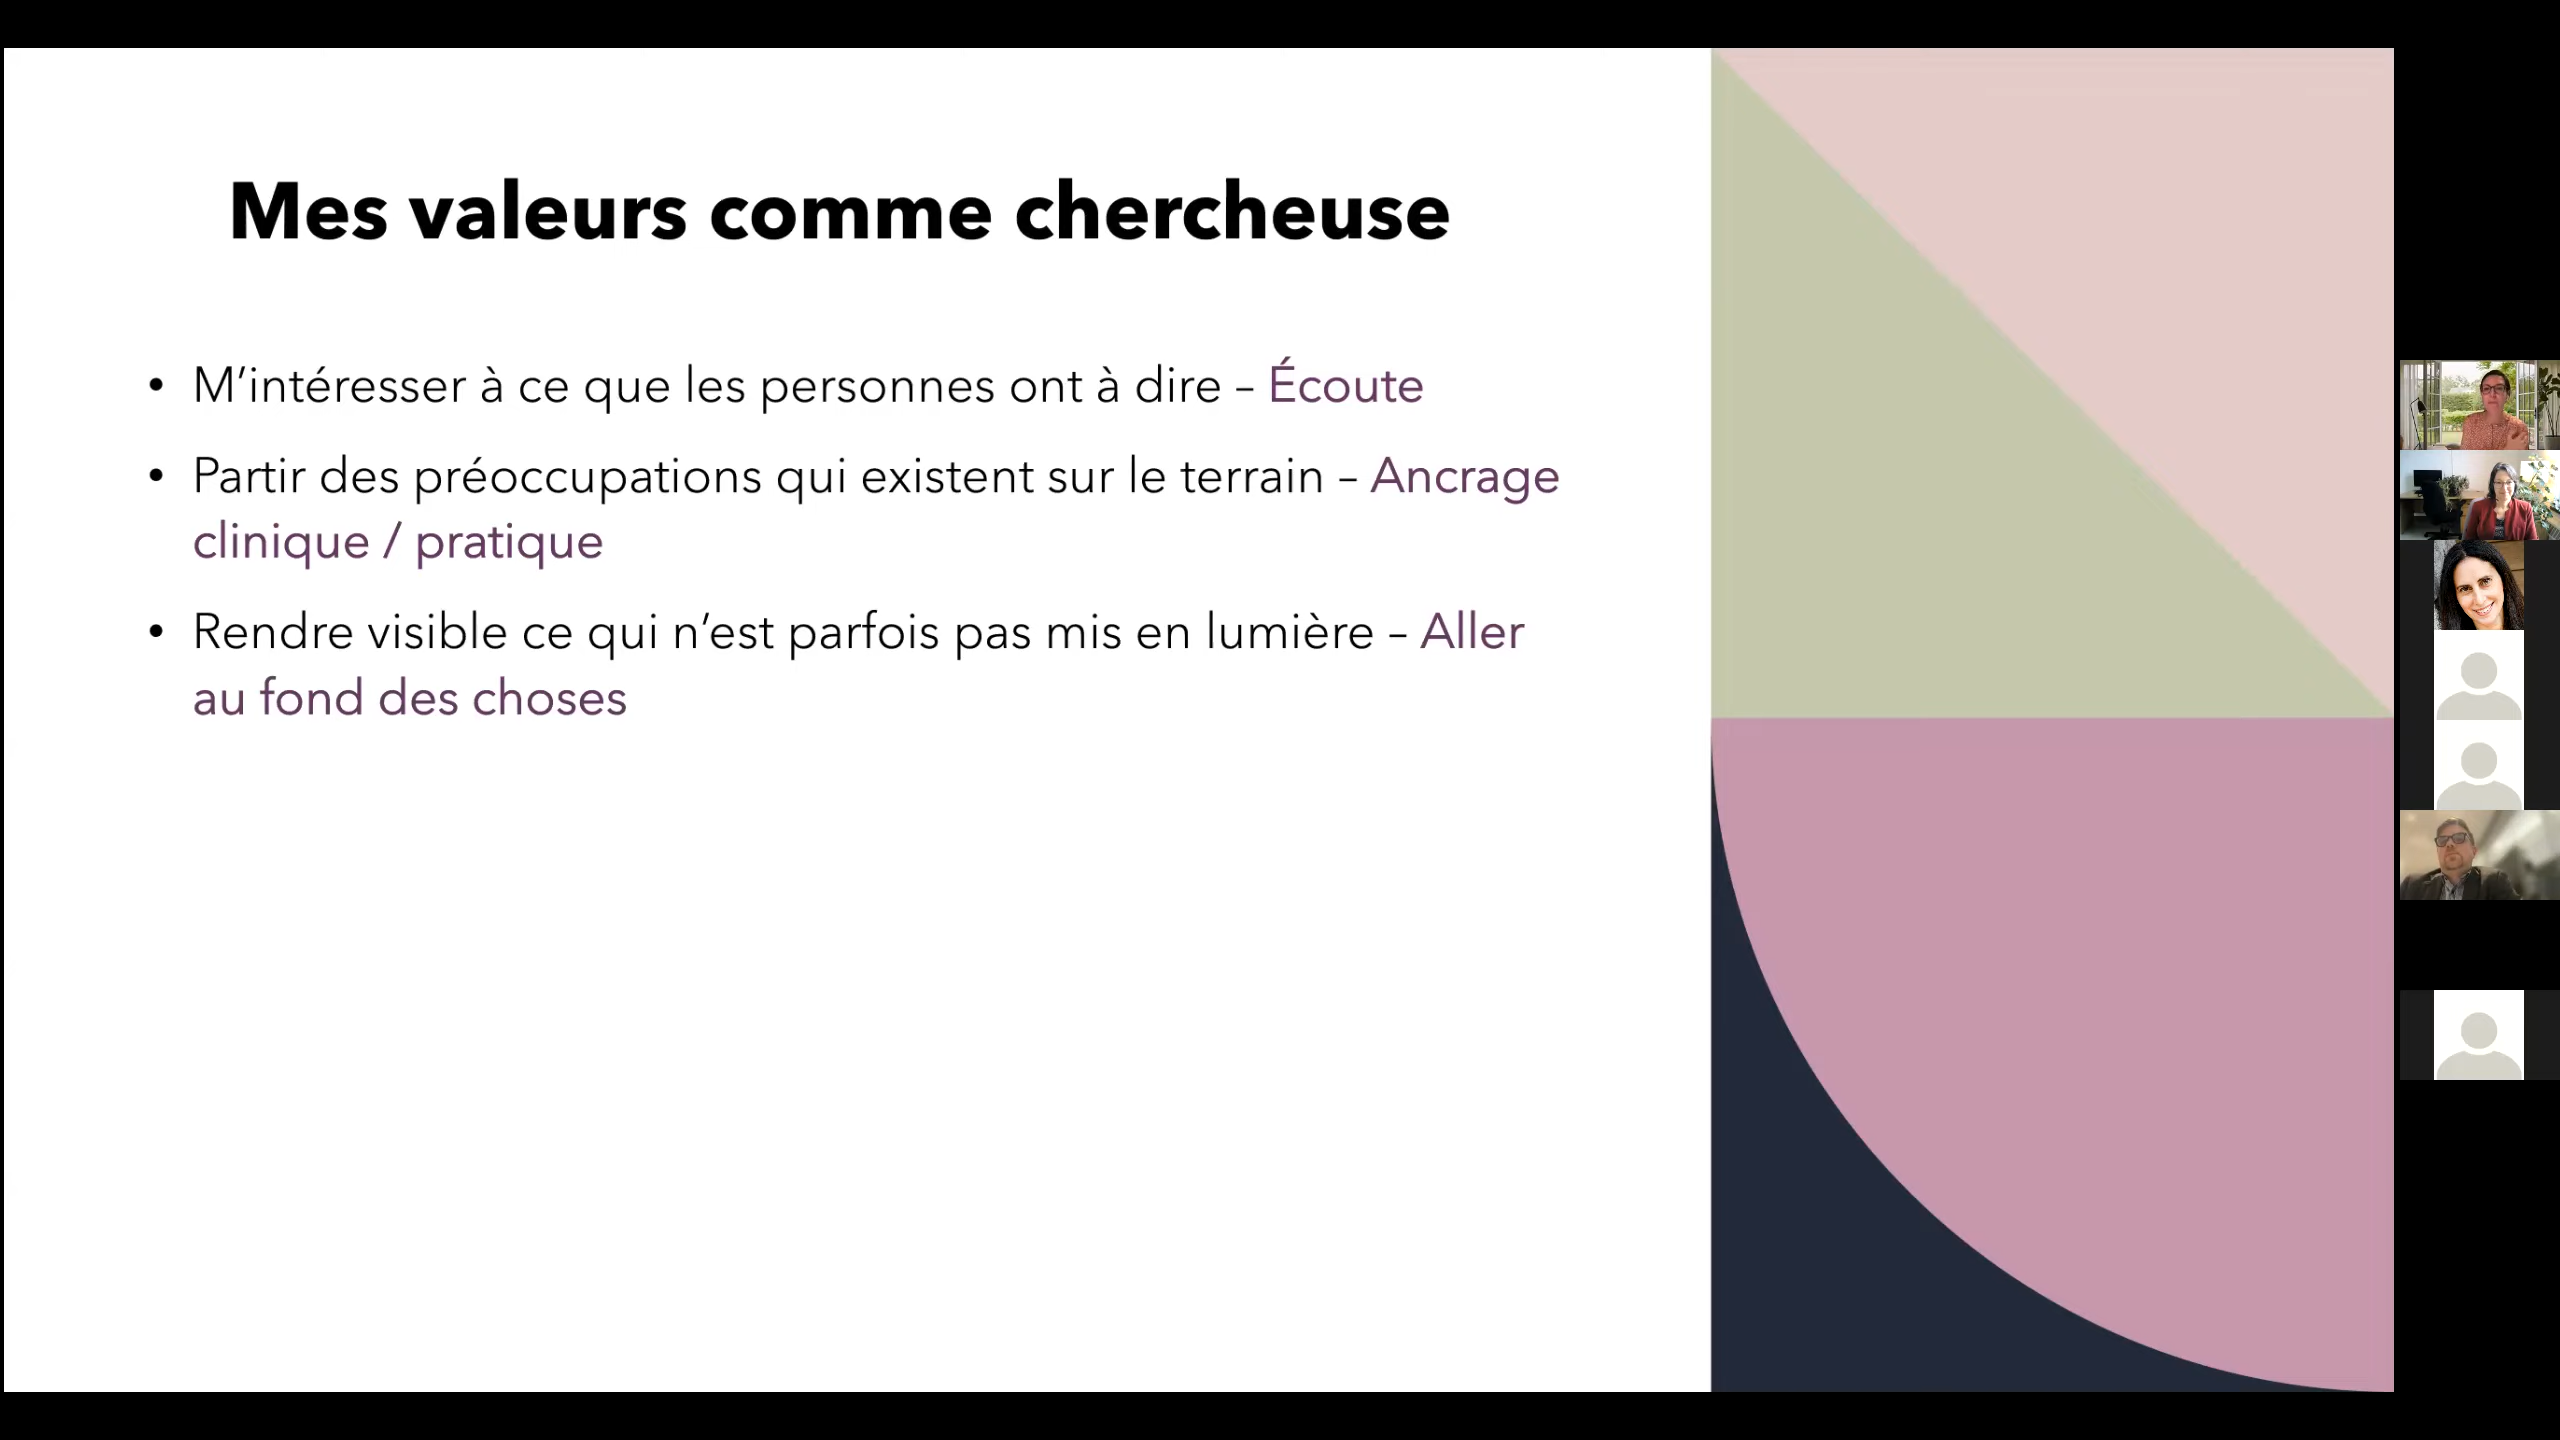 Mes valeurs comme chercheuse
• M’intéresser à ce que les personnes ont à dire – Écoute
• Partir des préoccupations qui existent sur le terrain – Ancrage
clinique / pratique
• Rendre visible ce qui n’est parfois pas mis en lumière – Aller
au fond des choses